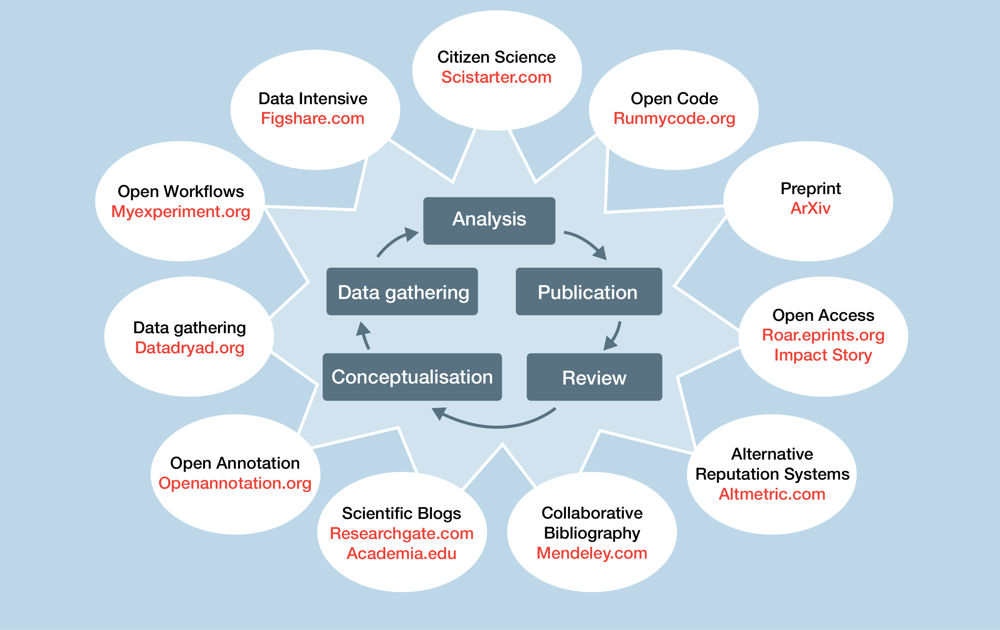 Citizen Science
Scistarter.com
Data Intensive
Figshare.com
Open Code
Runmycode.org
Open Workflows
Myexperiment.org
Preprint
ArXiv
Analysis
Data gathering
Publication
Conceptualisation
Review
Data gathering
Datadryad.org
Open Access
Roar.eprints.org
Impact Story
Open Annotation
Openannotation.org
Alternative
Reputation Systems
Altmetric.com
Scientific Blogs
Researchgate.com
Academia.edu
Collaborative
Bibliography
Mendeley.com